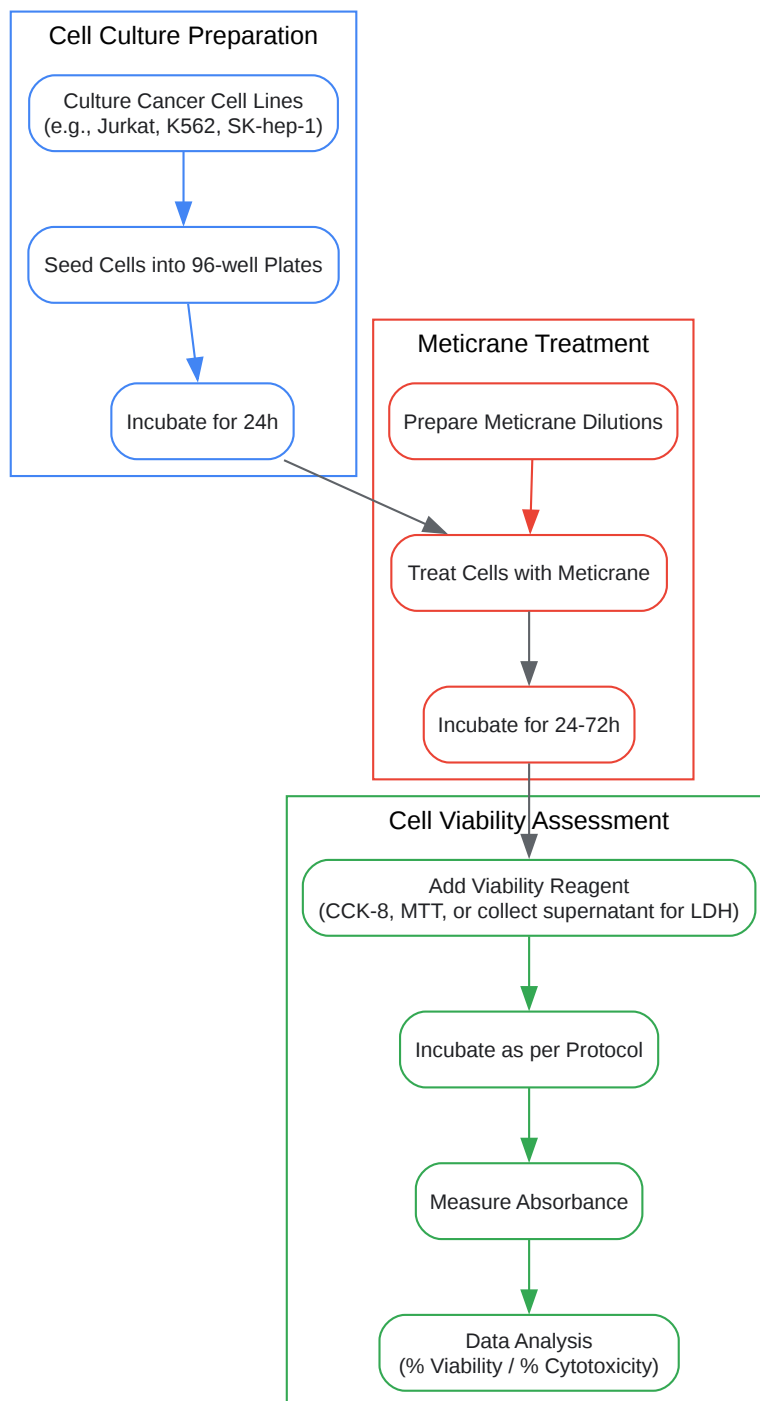 Cell Culture Preparation
Culture Cancer Cell Lines
(e.g., Jurkat, K562, SK-hep-1)
Seed Cells into 96-well Plates
Incubate for 24h
Meticrane Treatment
Prepare Meticrane Dilutions
Treat Cells with Meticrane
Incubate for 24-72h
Cell Viability Assessment
Add Viability Reagent
(CCK-8, MTT, or collect supernatant for LDH)
Incubate as per Protocol
Measure Absorbance
Data Analysis
(% Viability / % Cytotoxicity)